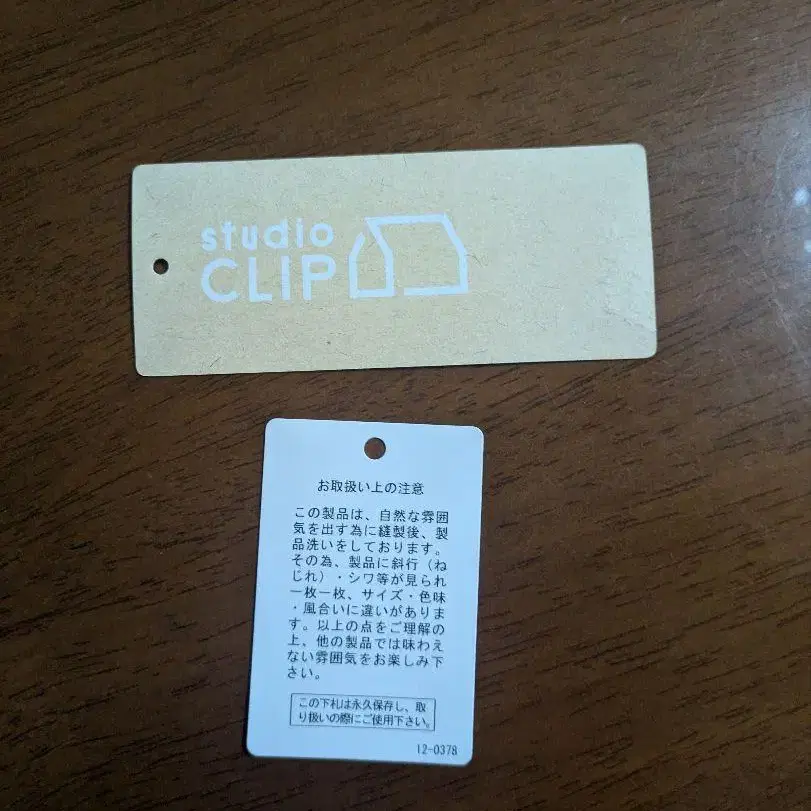 studio
CLIP
お取扱い上の注意
この製品は、自然な雰囲
気を出す為に縫製後、製
品洗いをしております。
その為、製品に斜行（ね
じれ）・シワ等が見られ
一枚一枚、サイズ・色味
・風合いに違いがありま
す。以上の点をご理解の
上、他の製品では味わえ
ない雰囲気をお楽しみ下
さい。
この下札は永久保存し、取
り扱いの際にご使用下さい。
12-0378